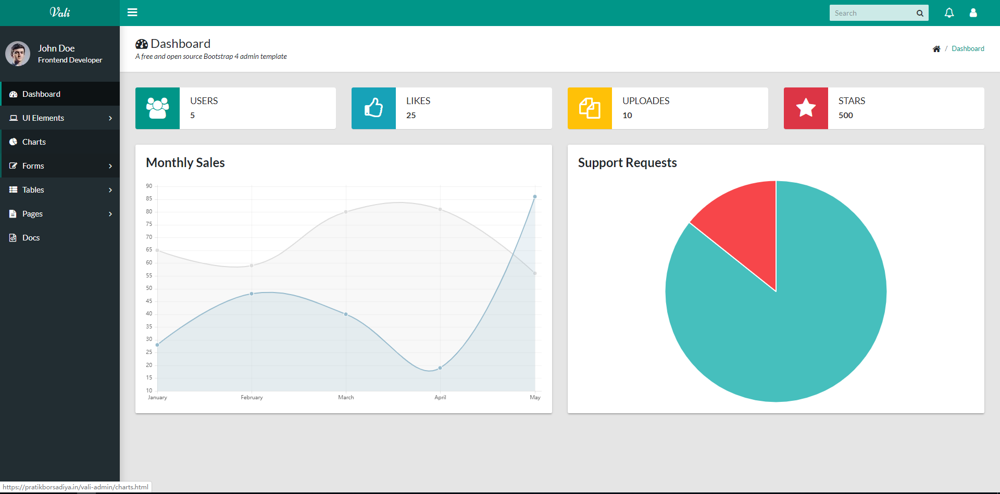 Vali
Search
John Doe
Frontend Developer
Dashboard
UI Elements
Charts
Forms
Tables
Pages
Docs
Dashboard
A free and open source Bootstrap 4 admin template
/ Dashboard
USERS
5
LIKES
25
UPLOADES
10
STARS
500
Monthly Sales
90
85
80
75
70
65
60
55
50
45
40
35
30
25
20
15
10
January February March April May
Support Requests
https://pratikborsadiya.in/vali-admin/charts.html